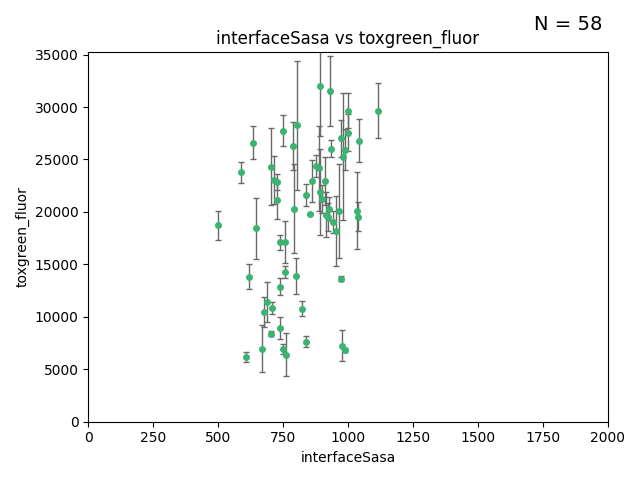 N = 58
interfaceSasa vs toxgreen_fluor
35000
30000
25000
20000
15000
10000
5000
0
toxgreen_fluor
0 250 500 750 1000 1250 1500 1750 2000
interfaceSasa